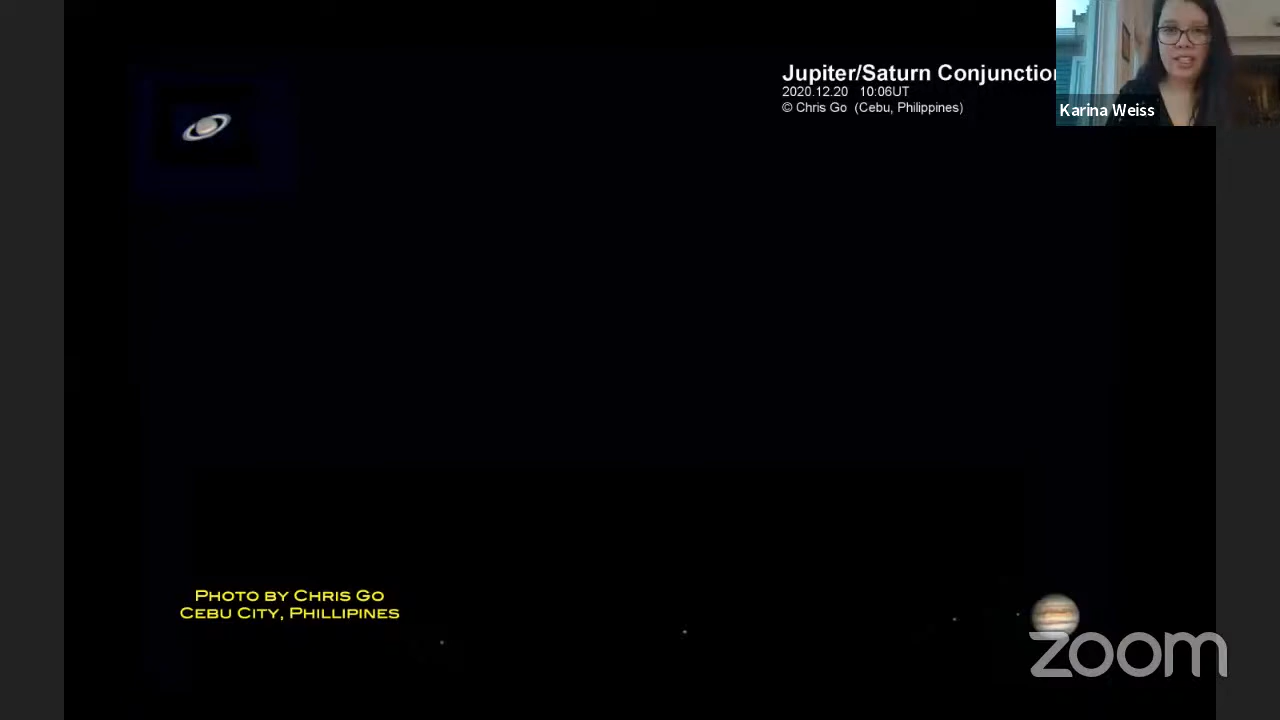 Jupiter/Saturn Conjunction
2020.12.20 10:06UT
© Chris Go (Cebu, Philippines)
Karina Weiss
PHOTO BY CHRIS GO
CEBU CITY, PHILLIPINES
zoom